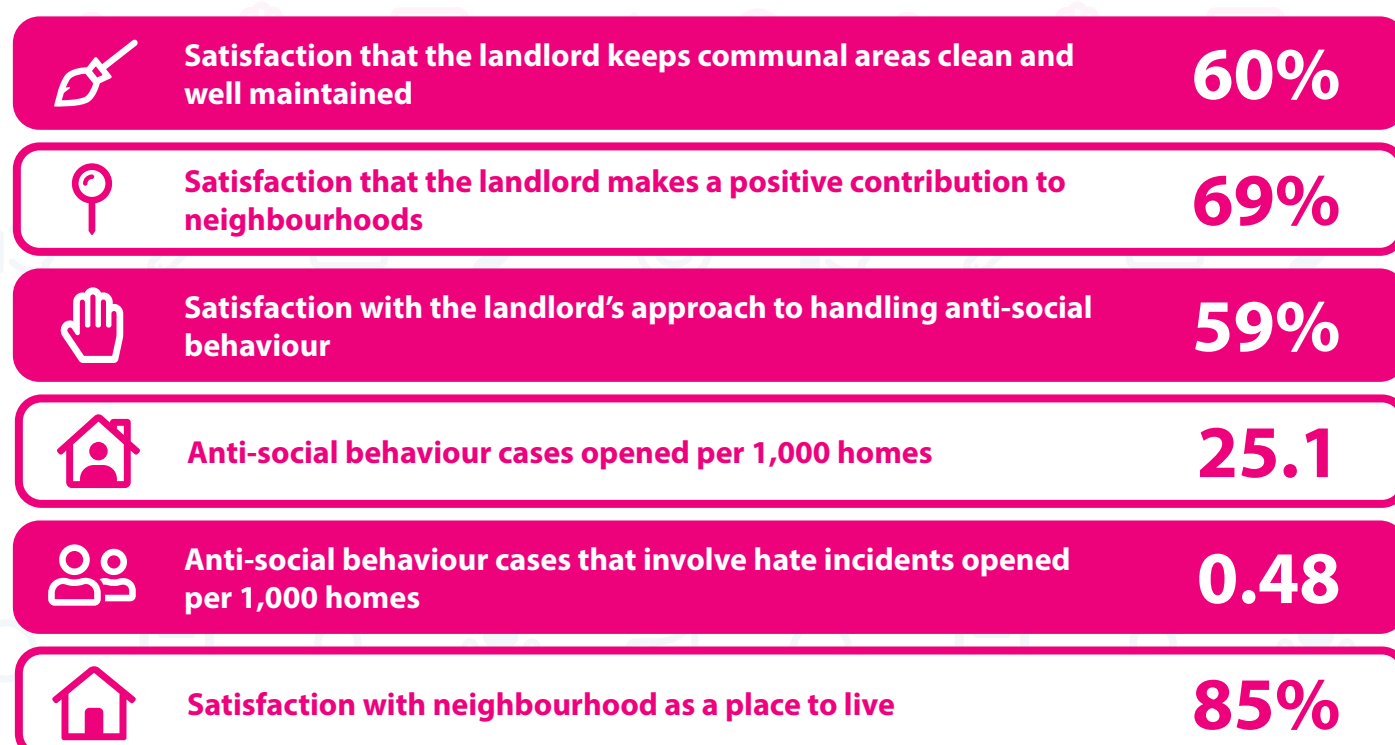 Satisfaction that the landlord keeps communal areas clean and
well maintained
60%
Satisfaction that the landlord makes a positive contribution to
neighbourhoods
69%
Satisfaction with the landlord’s approach to handling anti-social
behaviour
59%
Anti-social behaviour cases opened per 1,000 homes
25.1
Anti-social behaviour cases that involve hate incidents opened
per 1,000 homes
0.48
Satisfaction with neighbourhood as a place to live
85%